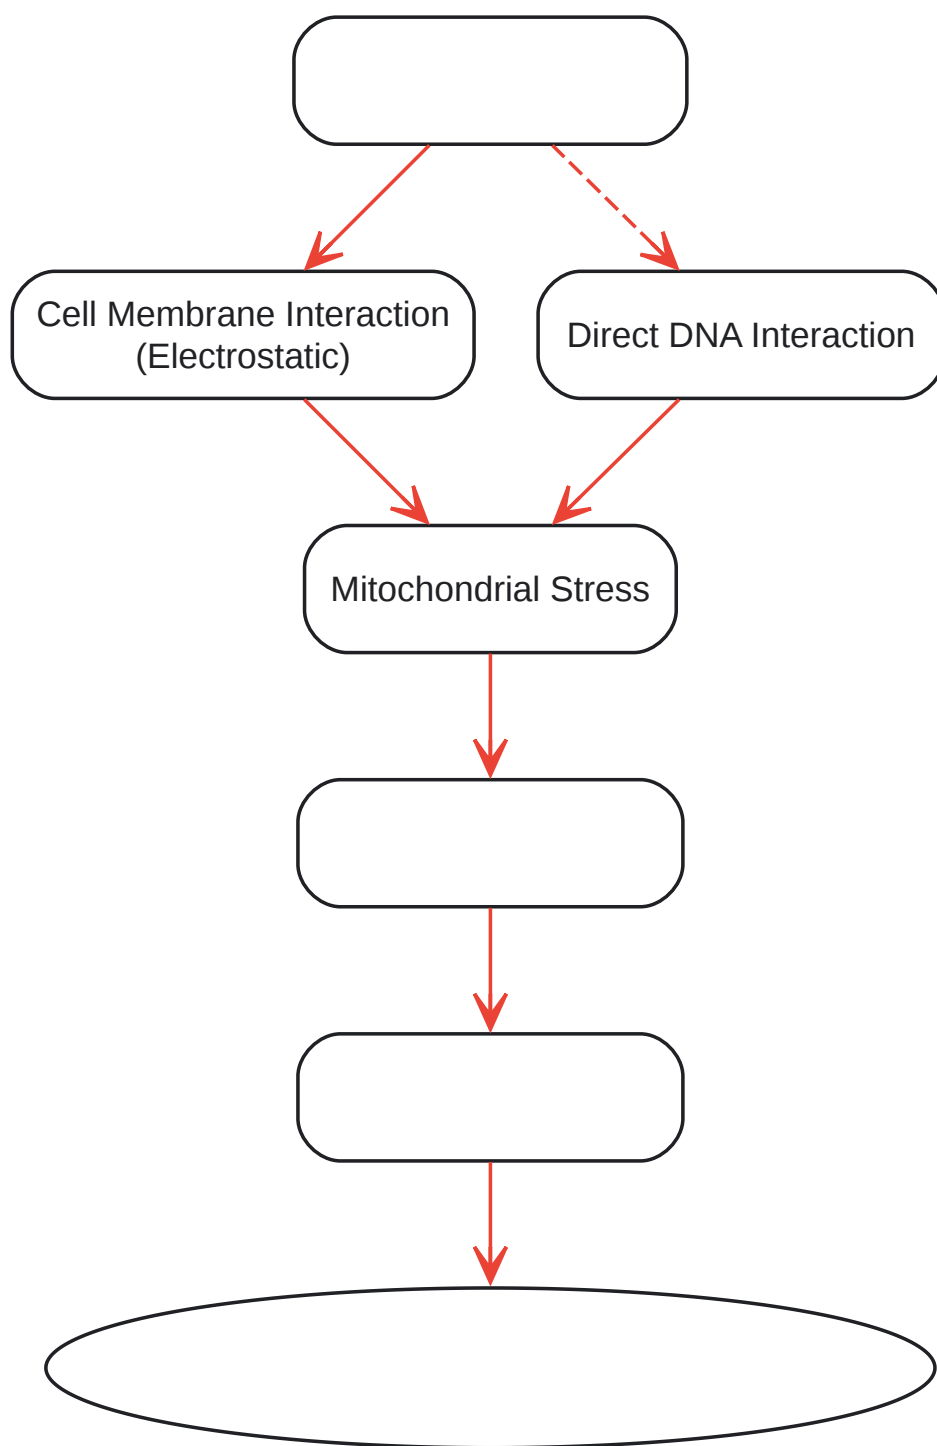 Cell Membrane Interaction
(Electrostatic)
Direct DNA Interaction
Mitochondrial Stress